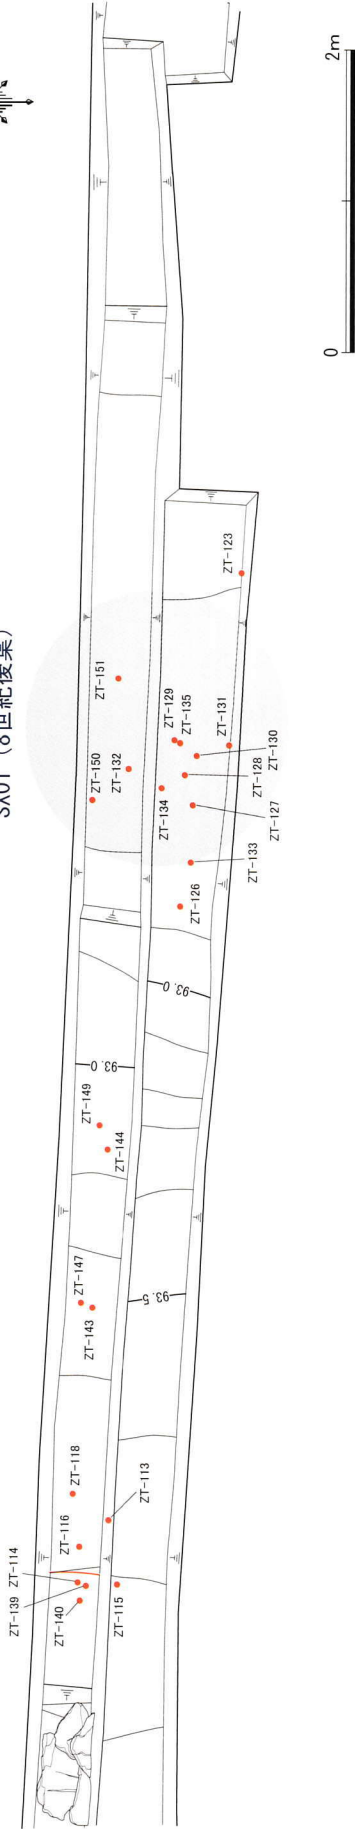 SX01（8世紀後葉）
2m
0
ZT-123
ZT-151
ZT-129
ZT-135
ZT-131
ZT-150
ZT-132
ZT-130
ZT-128
ZT-134
ZT-127
ZT-133
ZT-126
93.0
93.0
ZT-149
ZT-144
ZT-147
ZT-143
93.5
ZT-118
ZT-113
ZT-116
ZT-114
ZT-139
ZT-140
ZT-115